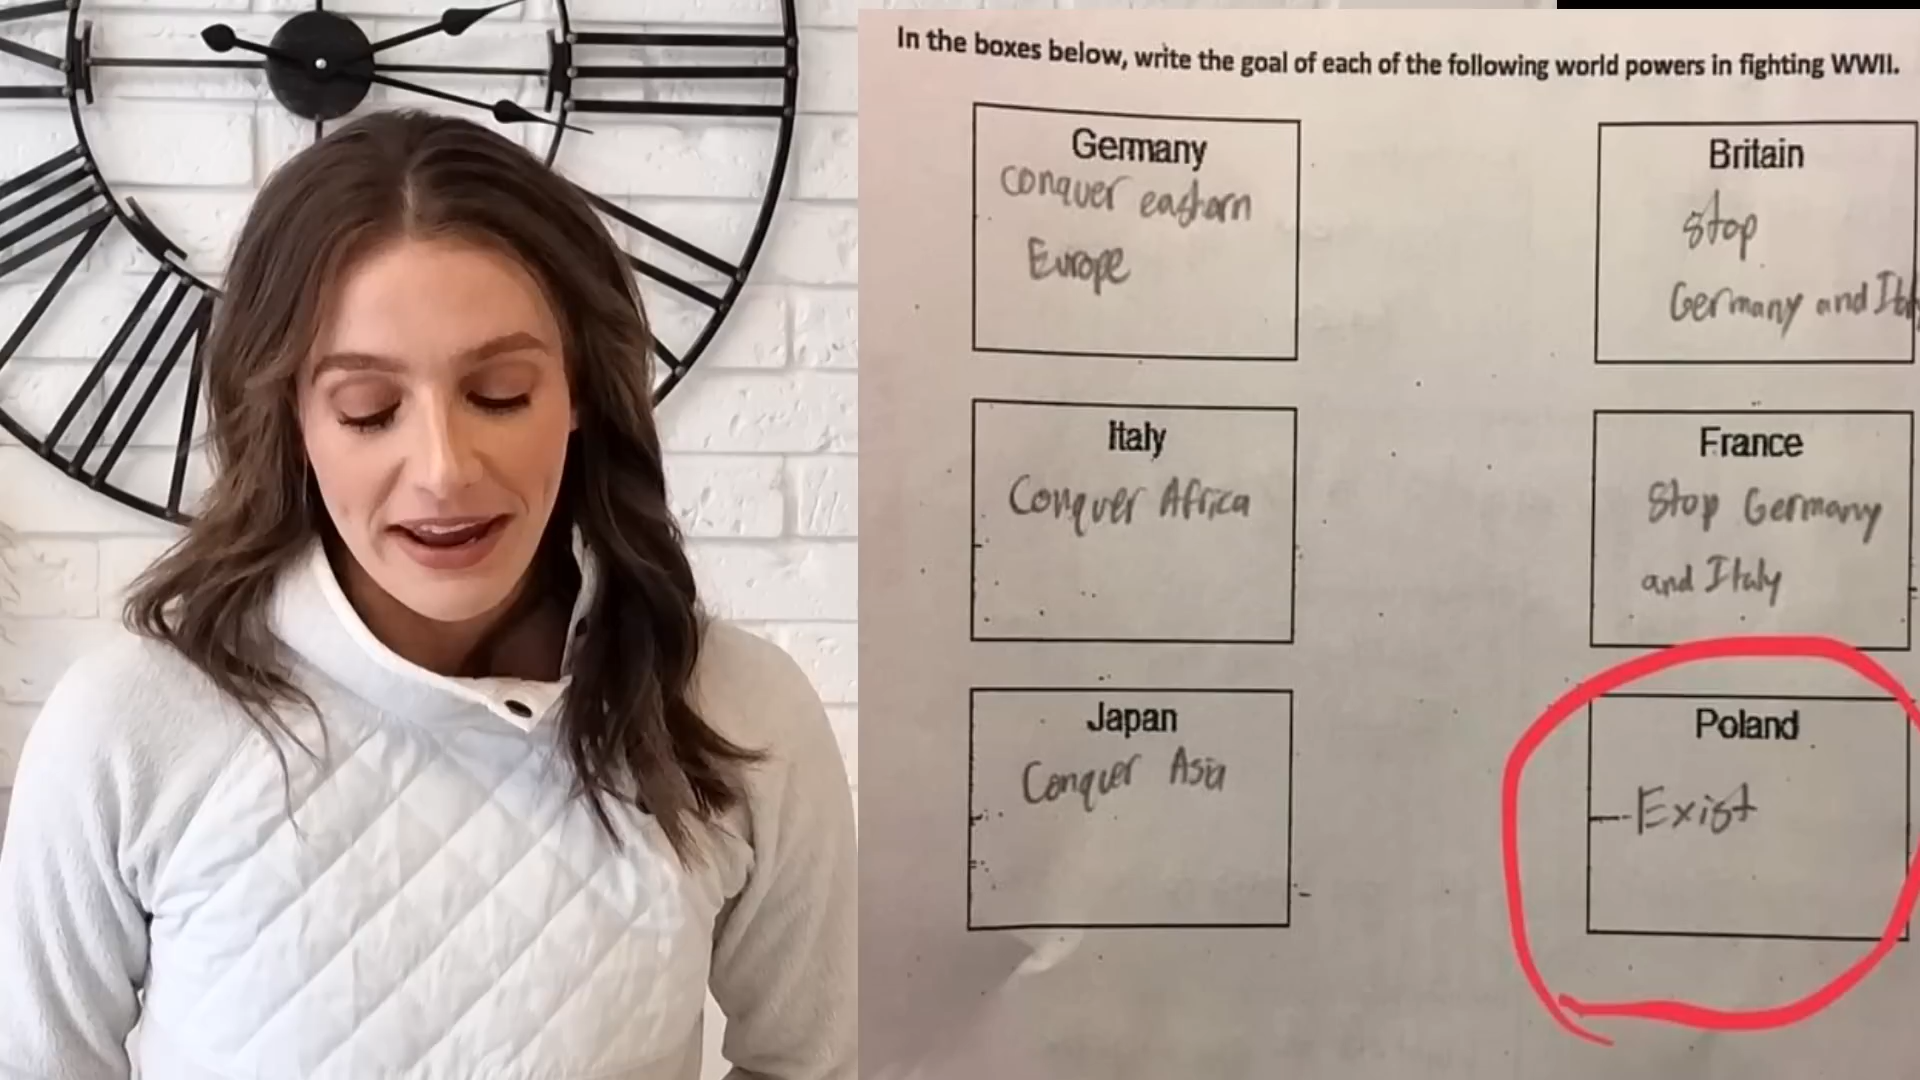 In the boxes below, write the goal of each of the following world powers in fighting WWII.
Germany
conquer eastern
Europe
Britain
stop
Germany and
Italy
Conquer Africa
France
Stop Germany
and Italy
Japan
Conquer Asia
Poland
Exist